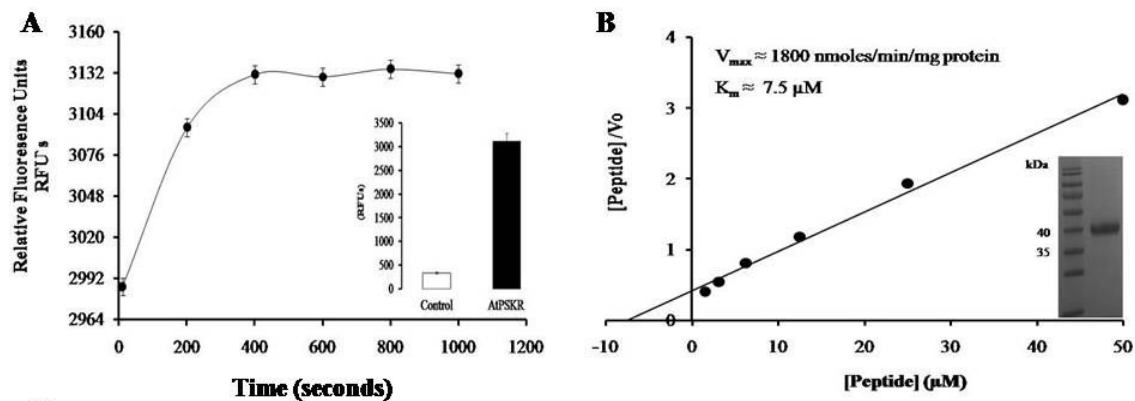 A
Relative Fluoresence Units
RFU`s
3160
3132
3104
3076
3048
3020
2992
2964
0
200
400
600
800
1000
1200
Time (seconds)
(RFUs)
3500
3000
2500
2000
1500
1000
500
0
Control
AtPSKR
B
Vmax ≈ 1800 nmoles/min/mg protein
Km ≈ 7.5 µM
[Peptide] /Vo
4
3
2
1
0
-10
0
10
20
30
40
50
[Peptide] (µM)
kDa
40
35